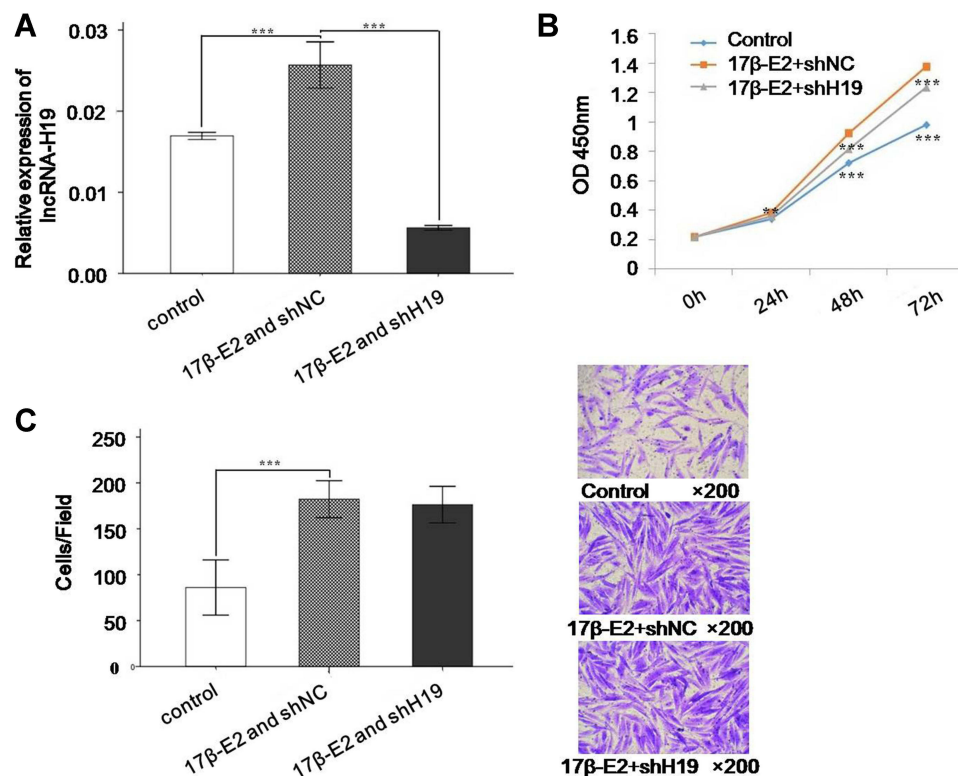 A
Relative expression of
lncRNA-H19
0.03
0.02
0.01
0.00
***
***
control
17β-E2 and shNC
17β-E2 and shH19
B
OD 450nm
1.6
1.4
1.2
1
0.8
0.6
0.4
0.2
0
Control
17β-E2+shNC
17β-E2+shH19
**
***
***
***
***
0h
24h
48h
72h
C
Cells/Field
250
200
150
100
50
0
***
control
17β-E2 and shNC
17β-E2 and shH19
Control ×200
17β-E2+shNC ×200
17β-E2+shH19 ×200